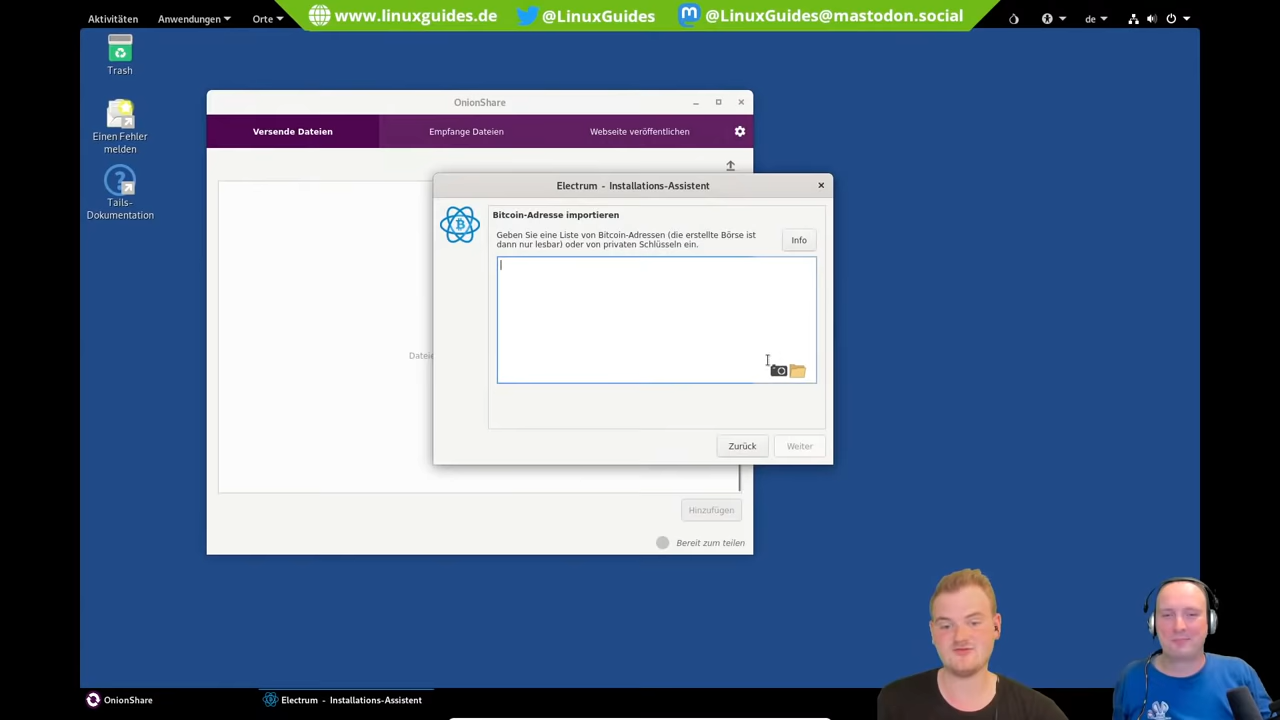 Aktivitäten
Anwendungen
Orte
www.linuxguides.de
@LinuxGuides
@LinuxGuides@mastodon.social
de
Trash
Einen Fehler
melden
Tails-
Dokumentation
OnionShare
Versende Dateien
Empfange Dateien
Webseite veröffentlichen
Electrum - Installations-Assistent
Bitcoin-Adresse importieren
Geben Sie eine Liste von Bitcoin-Adressen (die erstellte Börse ist
dann nur lesbar) oder von privaten Schlüsseln ein.
Info
Dateie
Zurück
Weiter
Hinzufügen
Bereit zum teilen
OnionShare
Electrum - Installations-Assistent